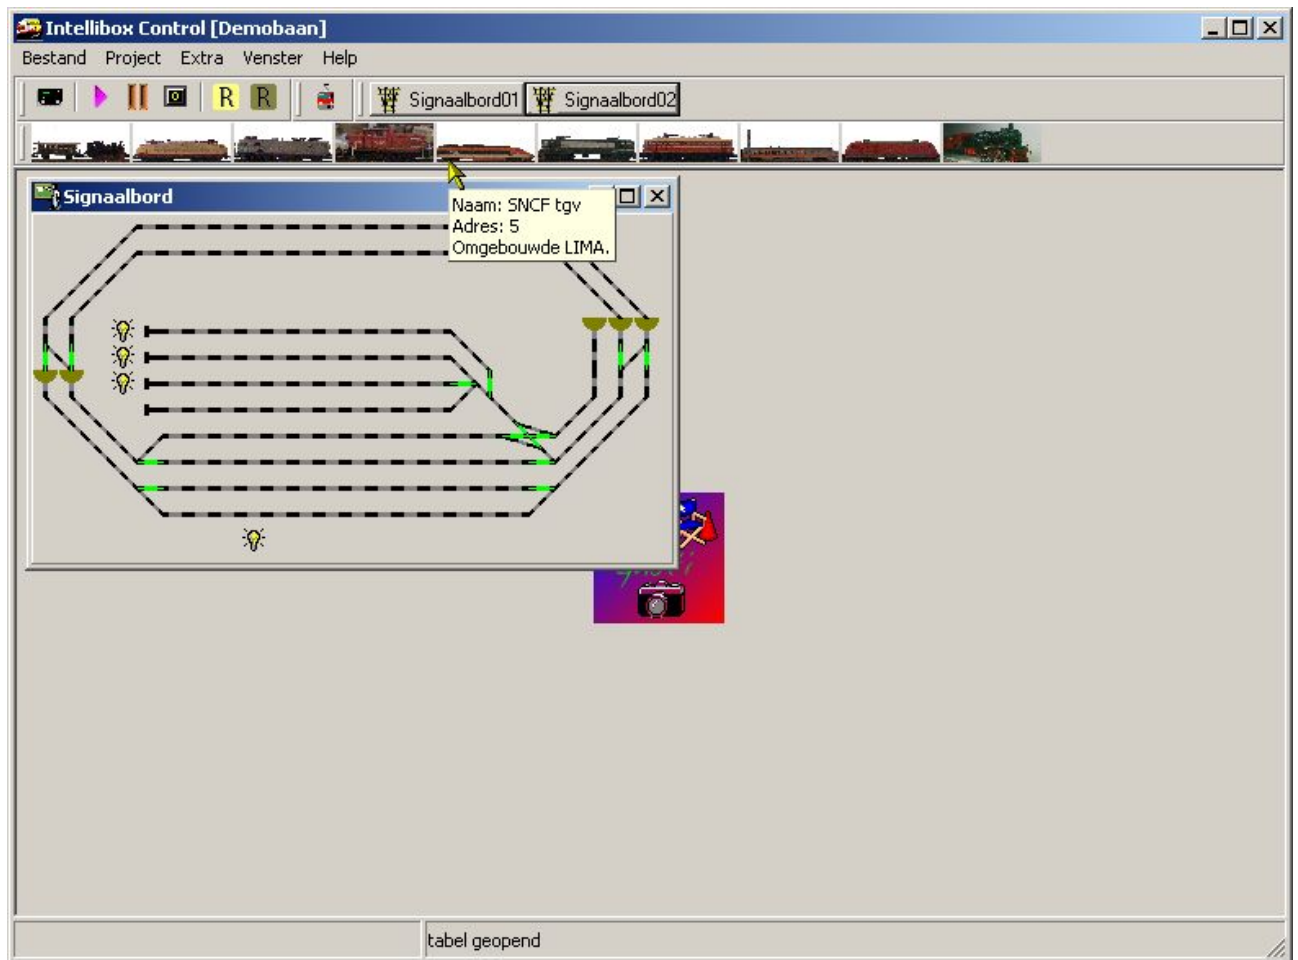 Intellibox Control [Demobaan]
Bestand Project Extra Venster Help
R R Signaalbord01 Signaalbord02
Signaalbord
Naam: SNCF tgv
Adres: 5
Omgebouwde LIMA.
tabel geopend